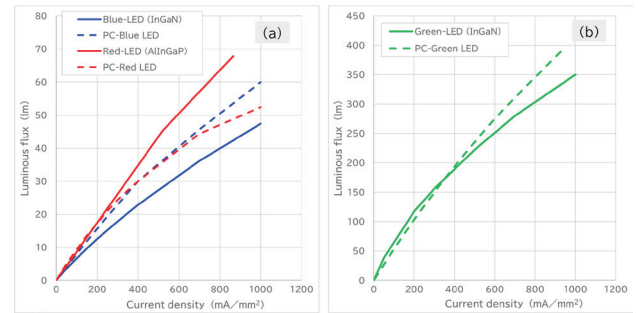 Blue-LED (InGaN)
PC-Blue LED
Red-LED (AlInGaP)
PC-Red LED
(a)
Luminous flux (lm)
80
70
60
50
40
30
20
10
0
0 200 400 600 800 1000
Current density (mA/mm²)
Green-LED (InGaN)
PC-Green LED
(b)
Luminous flux (lm)
450
400
350
300
250
200
150
100
50
0
0 200 400 600 800 1000
Current density (mA/mm²)